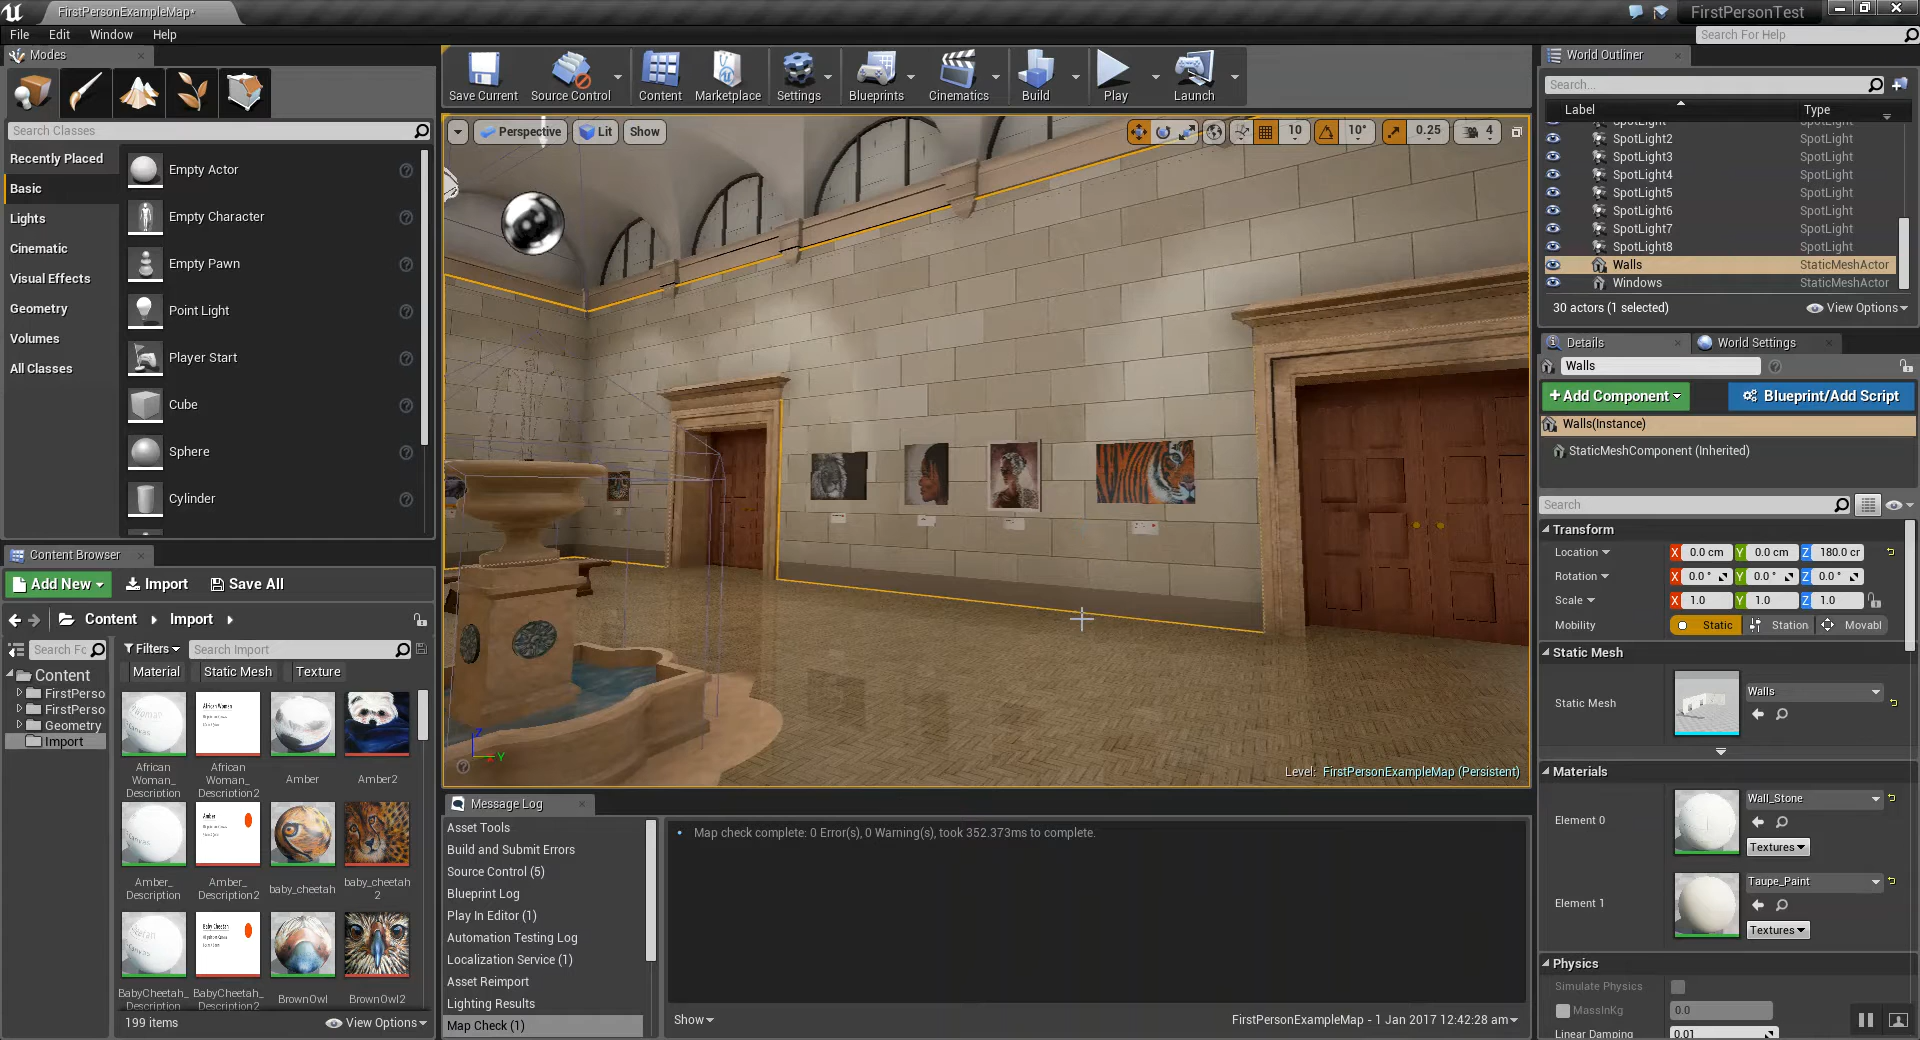 FirstPersonExampleMap*
FirstPersonTest
File Edit Window Help
Search For Help
Modes
Search Classes
Recently Placed
Basic
Lights
Cinematic
Visual Effects
Geometry
Volumes
All Classes
Empty Actor
Empty Character
Empty Pawn
Point Light
Player Start
Cube
Sphere
Cylinder
Save Current
Source Control
Content
Marketplace
Settings
Blueprints
Cinematics
Build
Play
Launch
Perspective
Lit
Show
10
10°
0.25
4
Z
Y
Level: FirstPersonExampleMap (Persistent)
Content Browser
Add New
Import
Save All
Content
Import
Search Fc
Filters
Search Import
Material
Static Mesh
Texture
Content
FirstPerso
FirstPerso
Geometry
Import
African Woman_ Description
African Woman_ Description2
Amber
Amber2
Amber_ Description
Amber_ Description2
baby_cheetah
baby_cheetah 2
BabyCheetah_ Description
BabyCheetah_ Description2
BrownOwl
BrownOwl2
African Woman
Amber
Baby Cheetah
199 items
View Options
Message Log
Asset Tools
Build and Submit Errors
Source Control (5)
Blueprint Log
Play In Editor (1)
Automation Testing Log
Localization Service (1)
Asset Reimport
Lighting Results
Map Check (1)
Map check complete: 0 Error(s), 0 Warning(s), took 352.373ms to complete.
Show
FirstPersonExampleMap - 1 Jan 2017 12:42:28 am
World Outliner
Search...
Label Type
SpotLight SpotLight
SpotLight2 SpotLight
SpotLight3 SpotLight
SpotLight4 SpotLight
SpotLight5 SpotLight
SpotLight6 SpotLight
SpotLight7 SpotLight
SpotLight8 SpotLight
Walls StaticMeshActor
Windows StaticMeshActor
30 actors (1 selected)
View Options
Details
World Settings
Walls
+Add Component
Blueprint/Add Script
Walls(Instance)
StaticMeshComponent (Inherited)
Search
Transform
Location X 0.0 cm Y 0.0 cm Z 180.0 cr
Rotation X 0.0 ° Y 0.0 ° Z 0.0 °
Scale X 1.0 Y 1.0 Z 1.0
Mobility Static Station Movabl
Static Mesh
Static Mesh
Walls
Materials
Element 0
Wall_Stone
Textures
Element 1
Taupe_Paint
Textures
Physics
Simulate Physics
MassInKg 0.0
Linear Damping 0.01